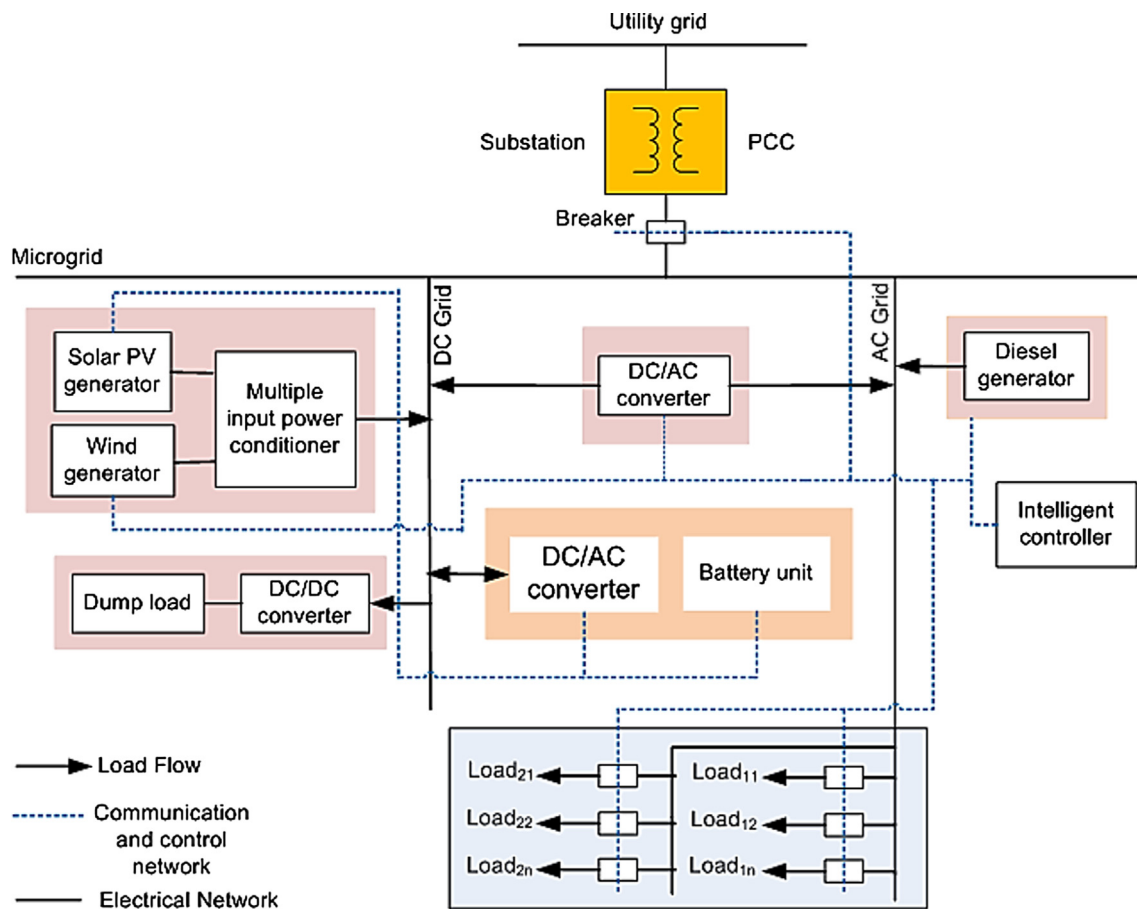 Utility grid
Substation
PCC
Breaker
Microgrid
DC Grid
AC Grid
Solar PV
generator
Multiple
input power
conditioner
Wind
generator
DC/AC
converter
Diesel
generator
Intelligent
controller
DC/AC
converter
Battery unit
Dump load
DC/DC
converter
Load21
Load11
Load22
Load12
Load2n
Load1n
Load Flow
Communication
and control
network
Electrical Network